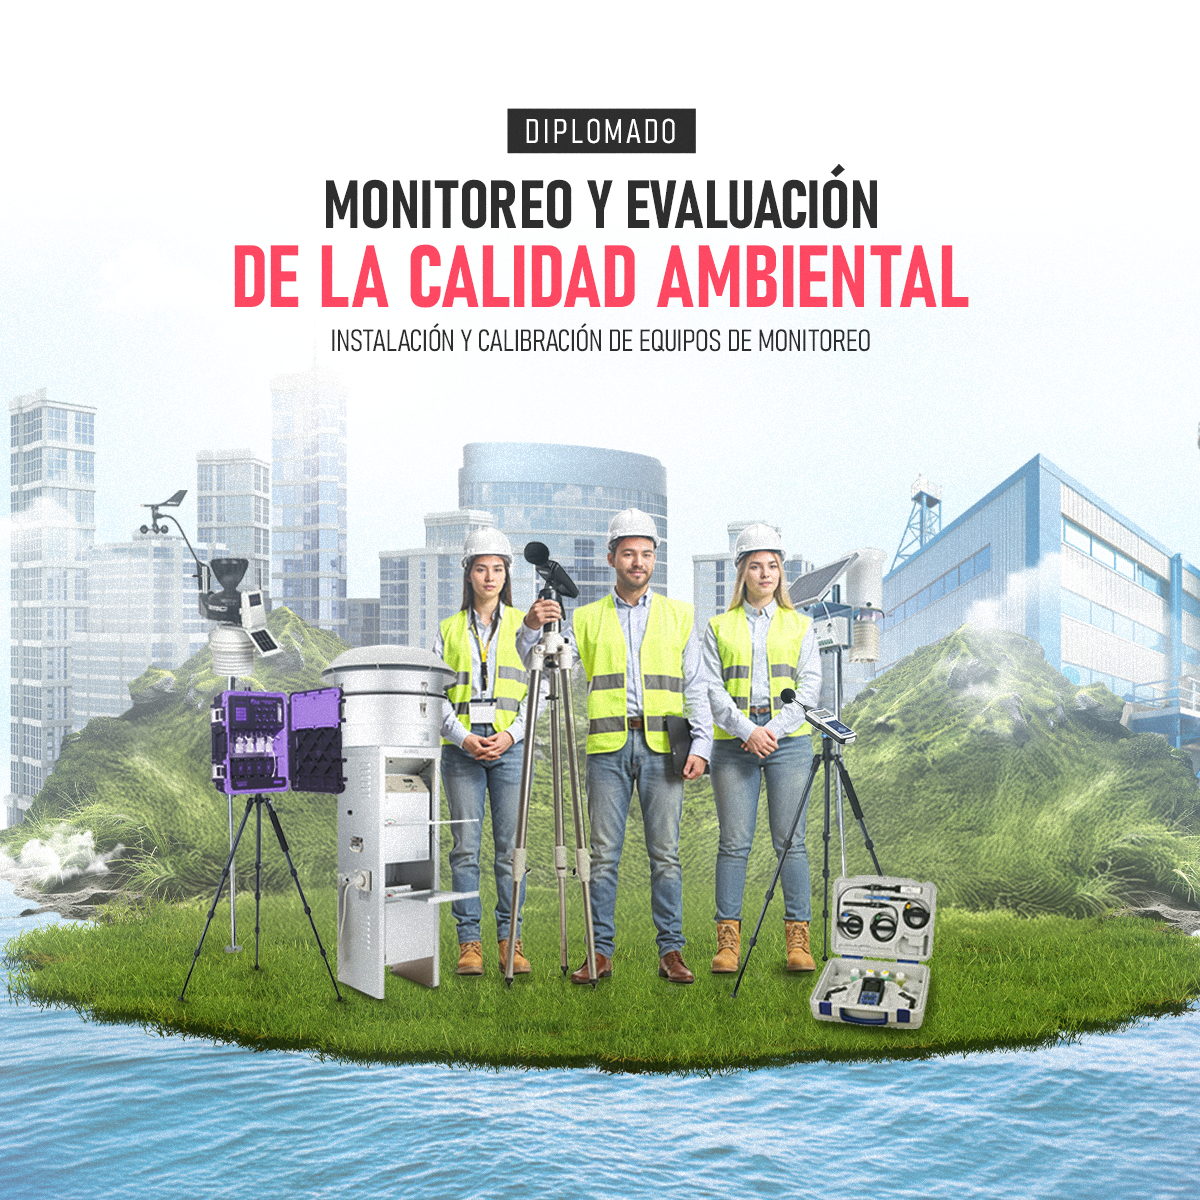 DIPLOMADO
MONITOREO Y EVALUACIÓN
DE LA CALIDAD AMBIENTAL
INSTALACIÓN Y CALIBRACIÓN DE EQUIPOS DE MONITOREO